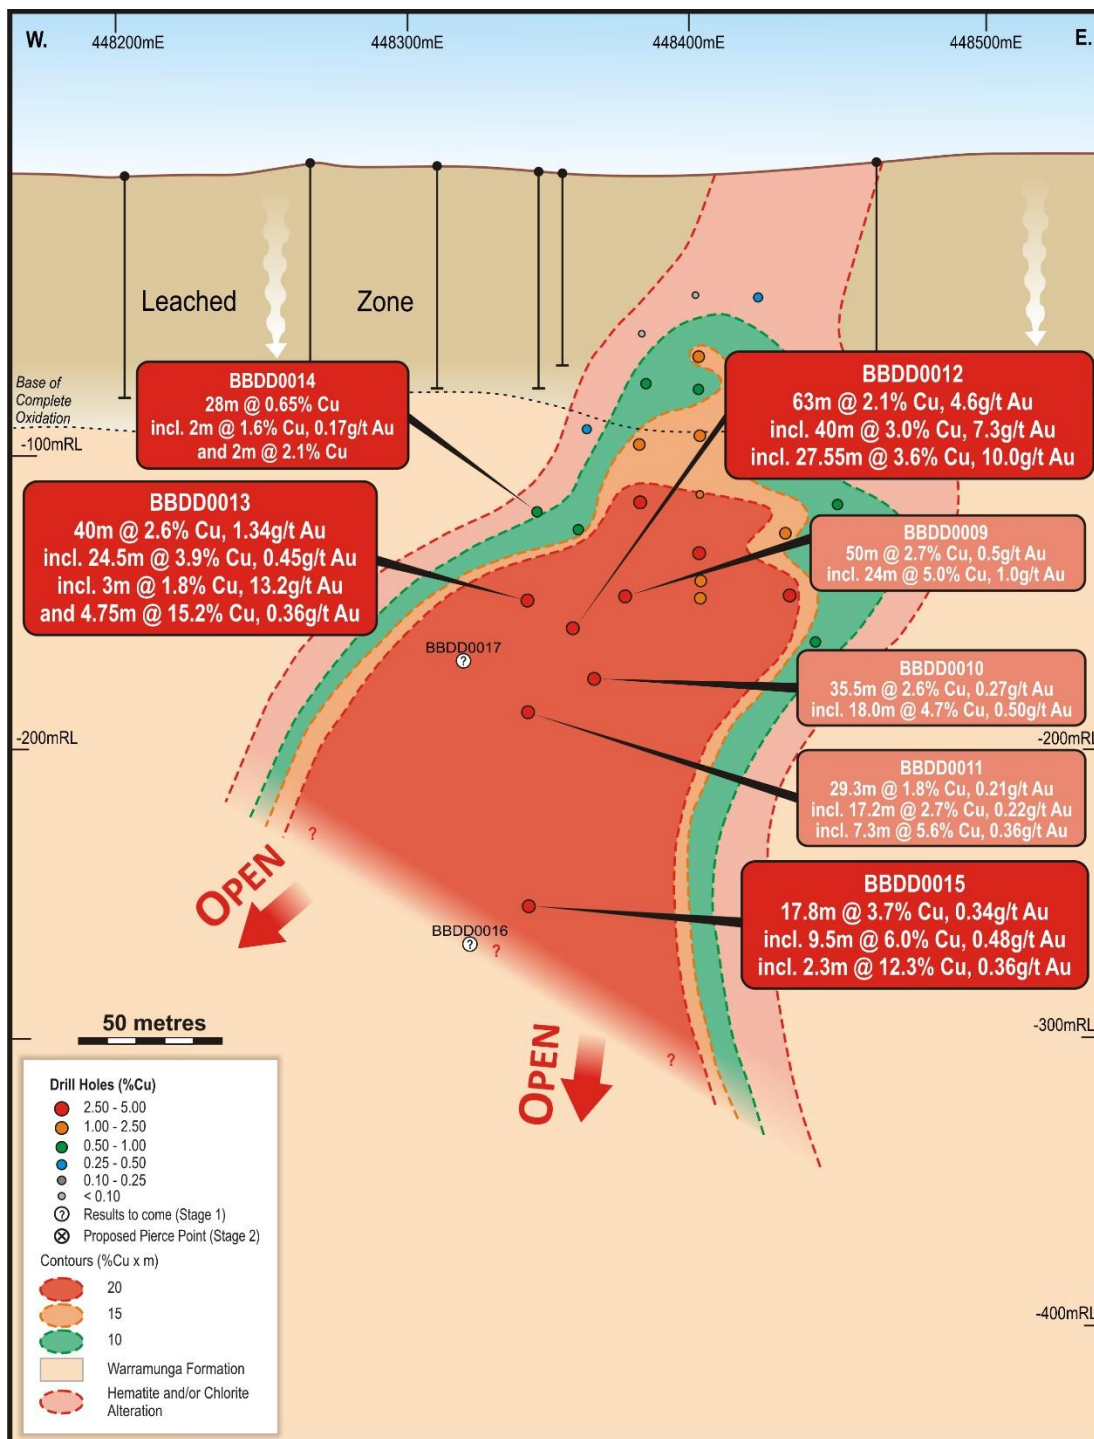 W.
448200mE
448300mE
448400mE
448500mE
E.
Leached Zone
Base of
Complete
Oxidation
-100mRL
BBDD0014
28m @ 0.65% Cu
incl. 2m @ 1.6% Cu, 0.17g/t Au
and 2m @ 2.1% Cu
BBDD0012
63m @ 2.1% Cu, 4.6g/t Au
incl. 40m @ 3.0% Cu, 7.3g/t Au
incl. 27.55m @ 3.6% Cu, 10.0g/t Au
BBDD0013
40m @ 2.6% Cu, 1.34g/t Au
incl. 24.5m @ 3.9% Cu, 0.45g/t Au
incl. 3m @ 1.8% Cu, 13.2g/t Au
and 4.75m @ 15.2% Cu, 0.36g/t Au
BBDD0009
50m @ 2.7% Cu, 0.5g/t Au
incl. 24m @ 5.0% Cu, 1.0g/t Au
BBDD0017
?
BBDD0010
35.5m @ 2.6% Cu, 0.27g/t Au
incl. 18.0m @ 4.7% Cu, 0.50g/t Au
-200mRL
-200mRL
BBDD0011
29.3m @ 1.8% Cu, 0.21g/t Au
incl. 17.2m @ 2.7% Cu, 0.22g/t Au
incl. 7.3m @ 5.6% Cu, 0.36g/t Au
?
OPEN
BBDD0015
17.8m @ 3.7% Cu, 0.34g/t Au
incl. 9.5m @ 6.0% Cu, 0.48g/t Au
incl. 2.3m @ 12.3% Cu, 0.36g/t Au
BBDD0016
?
?
50 metres
-300mRL
?
OPEN
Drill Holes (%Cu)
2.50 - 5.00
1.00 - 2.50
0.50 - 1.00
0.25 - 0.50
0.10 - 0.25
< 0.10
? Results to come (Stage 1)
Proposed Pierce Point (Stage 2)
Contours (%Cu x m)
20
15
10
Warramunga Formation
Hematite and/or Chlorite
Alteration
-400mRL